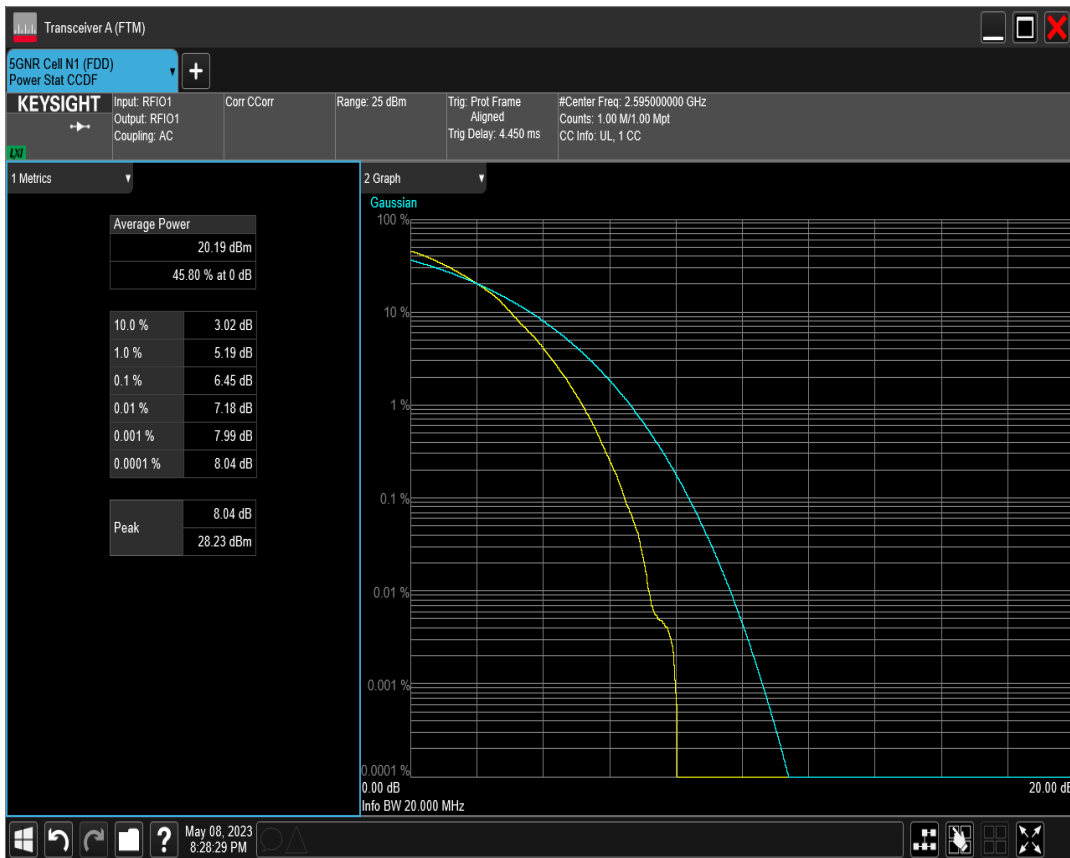 Transceiver A (FTM)
5GNR Cell N1 (FDD)
Power Stat CCDF
KEYSIGHT
LXI
Input: RFIO1
Output: RFIO1
Coupling: AC
Corr CCorr
Range: 25 dBm
Trig: Prot Frame
Aligned
Trig Delay: 4.450 ms
#Center Freq: 2.595000000 GHz
Counts: 1.00 M/1.00 Mpt
CC Info: UL, 1 CC
1 Metrics
Average Power
20.19 dBm
45.80 % at 0 dB
10.0 % 3.02 dB
1.0 % 5.19 dB
0.1 % 6.45 dB
0.01 % 7.18 dB
0.001 % 7.99 dB
0.0001 % 8.04 dB
Peak
8.04 dB
28.23 dBm
2 Graph
Gaussian
100 %
10 %
1 %
0.1 %
0.01 %
0.001 %
0.0001 %
0.00 dB 20.00 dB
Info BW 20.000 MHz
?
May 08, 2023
8:28:29 PM